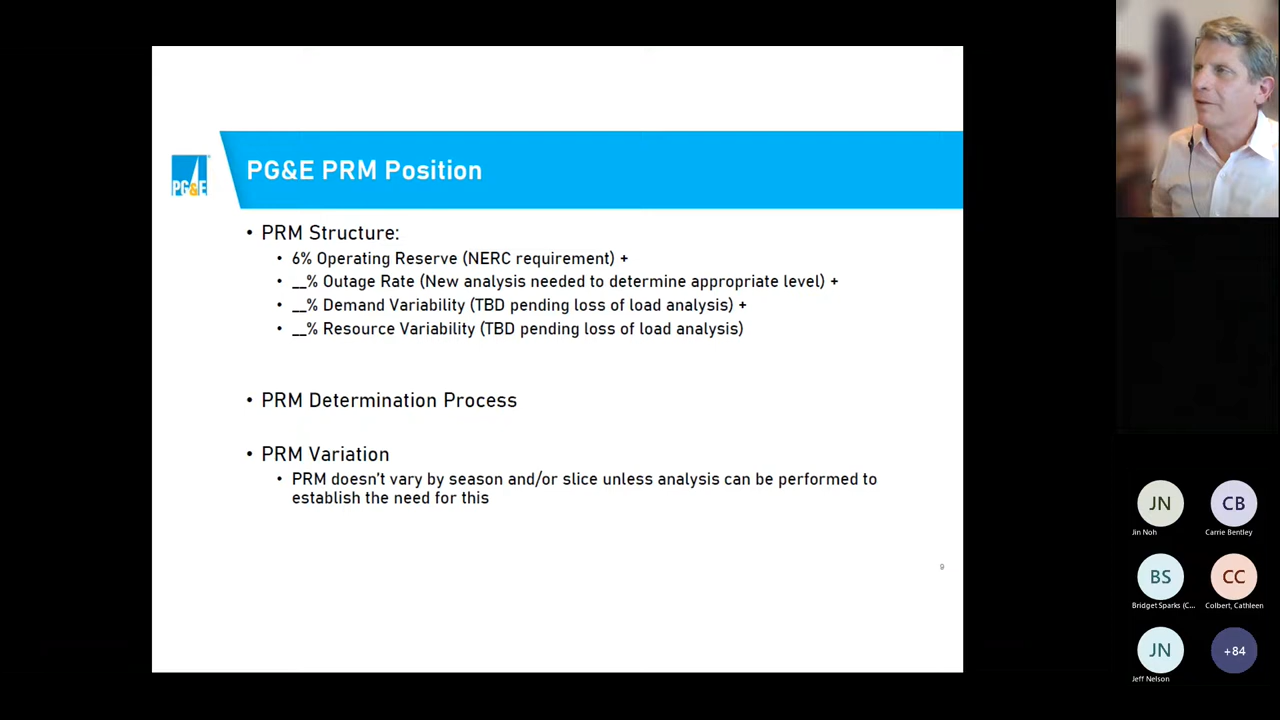 PG&E PRM Position
PG&E
• PRM Structure:
• 6% Operating Reserve (NERC requirement) +
• __% Outage Rate (New analysis needed to determine appropriate level) +
• __% Demand Variability (TBD pending loss of load analysis) +
• __% Resource Variability (TBD pending loss of load analysis)
• PRM Determination Process
• PRM Variation
• PRM doesn't vary by season and/or slice unless analysis can be performed to
establish the need for this
9
JN
CB
Jin Noh
Carrie Bentley
BS
CC
Bridget Sparks (C...
Colbert, Cathleen
JN
+84
Jeff Nelson